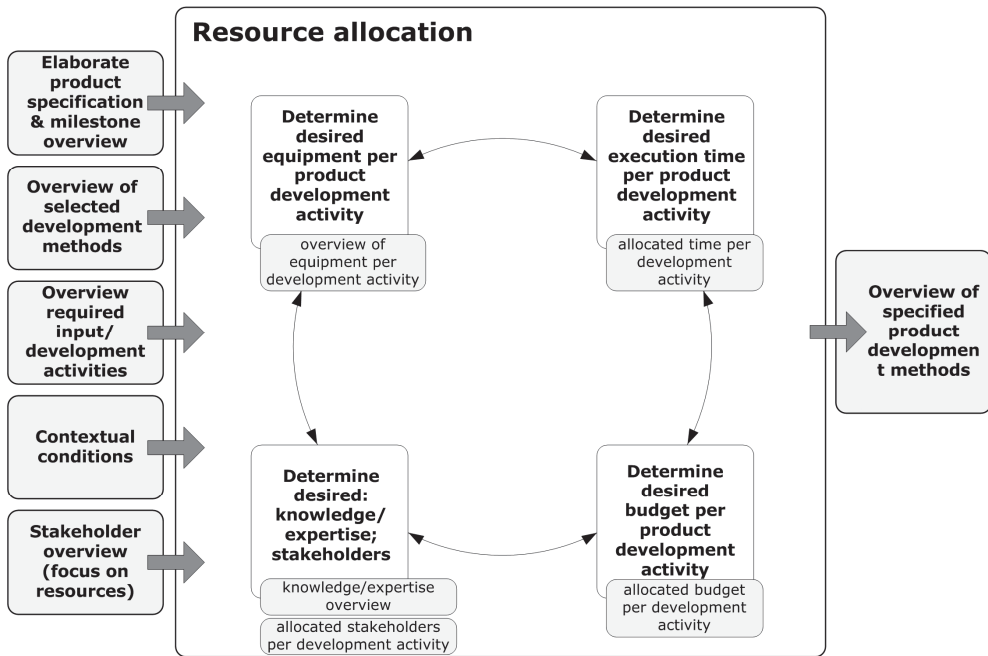 Resource allocation
Elaborate
product
specification
& milestone
overview
Overview of
selected
development
methods
Overview
required
input/
development
activities
Contextual
conditions
Stakeholder
overview
(focus on
resources)
Determine
desired
equipment per
product
development
activity
overview of
equipment per
development activity
Determine
desired
execution time
per product
development
activity
allocated time per
development
activity
Determine
desired:
knowledge/
expertise;
stakeholders
knowledge/expertise
overview
allocated stakeholders
per development activity
Determine
desired
budget per
product
development
activity
allocated budget
per development
activity
Overview of
specified
product
developmen
t methods